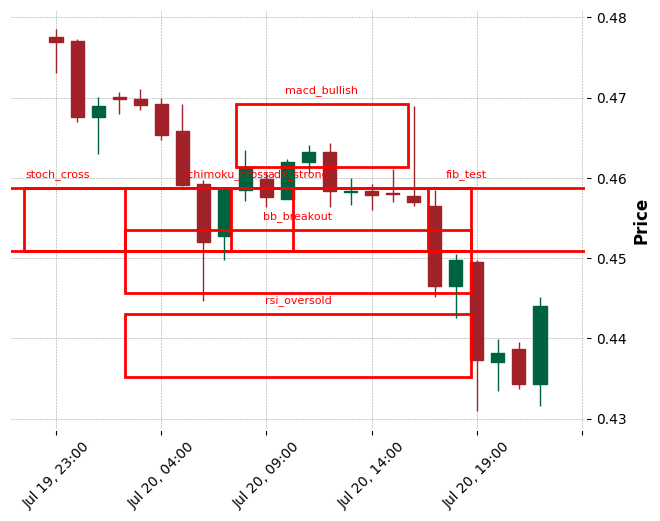 0.48
0.47
macd_bullish
0.46
stoch_cross
fib_test
bb_breakout
Price
0.45
rsi_oversold
0.44
0.43
Jul 19, 23:00
Jul 20, 04:00
Jul 20, 09:00
Jul 20, 14:00
Jul 20, 19:00